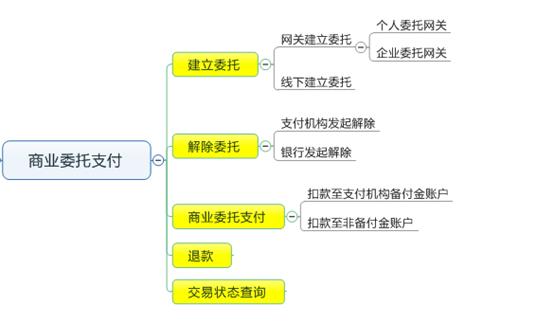 商业委托支付
建立委托
网关建立委托
个人委托网关
企业委托网关
线下建立委托
解除委托
支付机构发起解除
银行发起解除
商业委托支付
扣款至支付机构备付金账户
扣款至非备付金账户
退款
交易状态查询